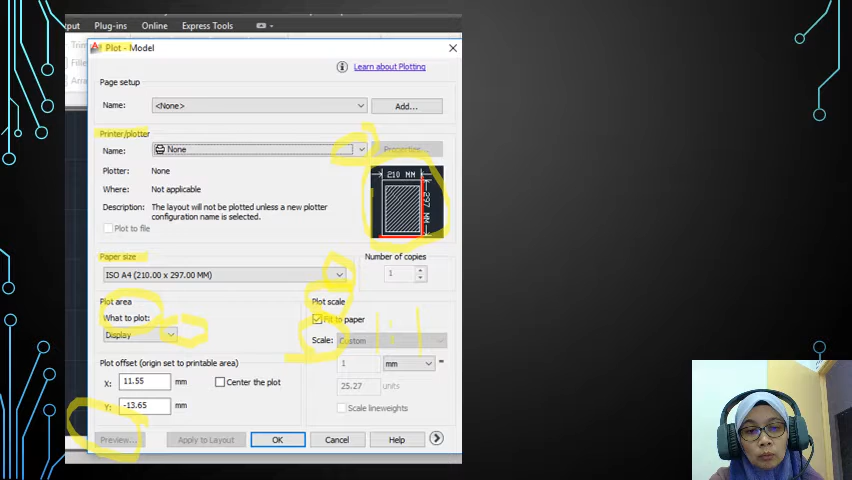 Plug-ins Online Express Tools
Plot - Model
Learn about Plotting
Page setup
Name: <None> Add...
Printer/plotter
Name: None Properties...
Plotter: None
Where: Not applicable
Description: The layout will not be plotted unless a new plotter
configuration name is selected.
Plot to file
210 MM
297 MM
Paper size
Number of copies
ISO A4 (210.00 x 297.00 MM)
1
Plot area
Plot scale
What to plot:
Fill to paper
Display
Scale: Custom
1:1
Plot offset (origin set to printable area)
1 mm =
X: 11.55 mm Center the plot
25.27 units
Y: -13.65 mm
Scale lineweights
Preview... Apply to Layout OK Cancel Help